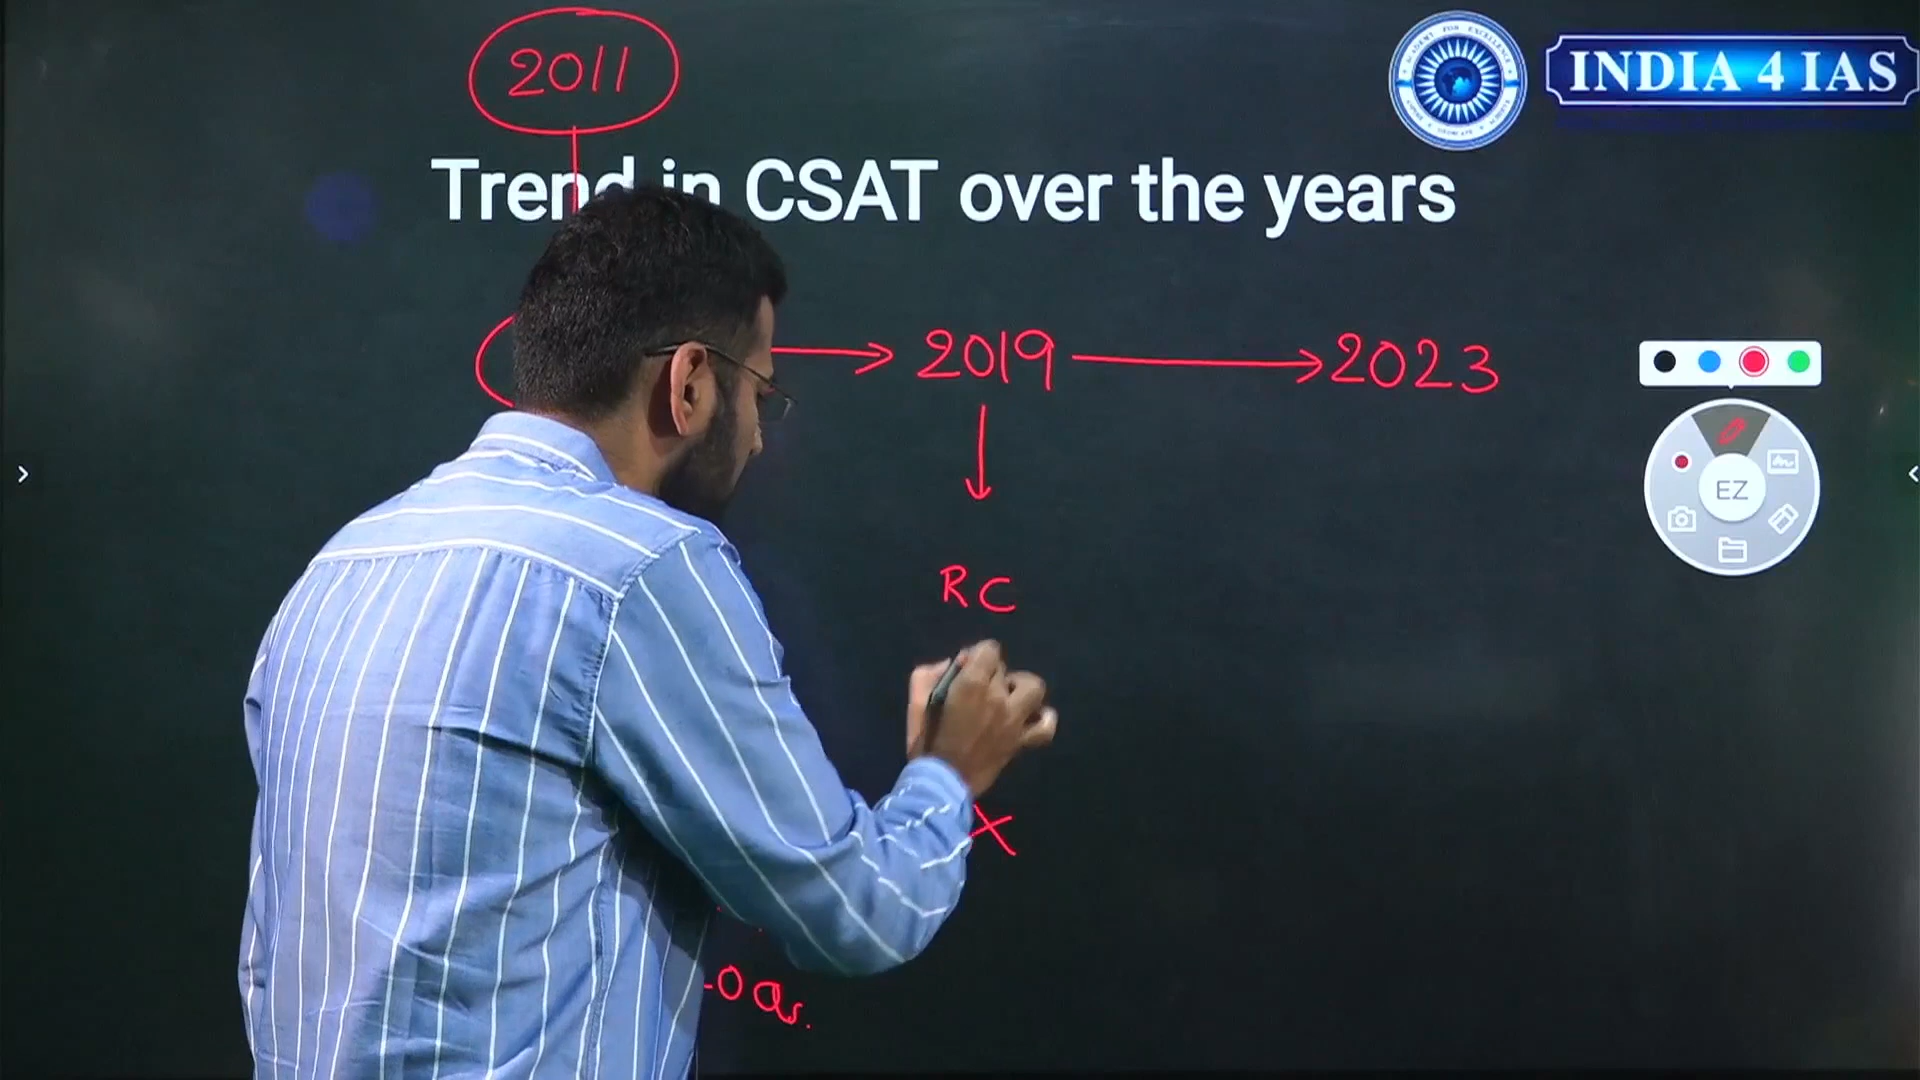 2011
INDIA 4 IAS
Trend in CSAT over the years
2019 2023
EZ
RC
X